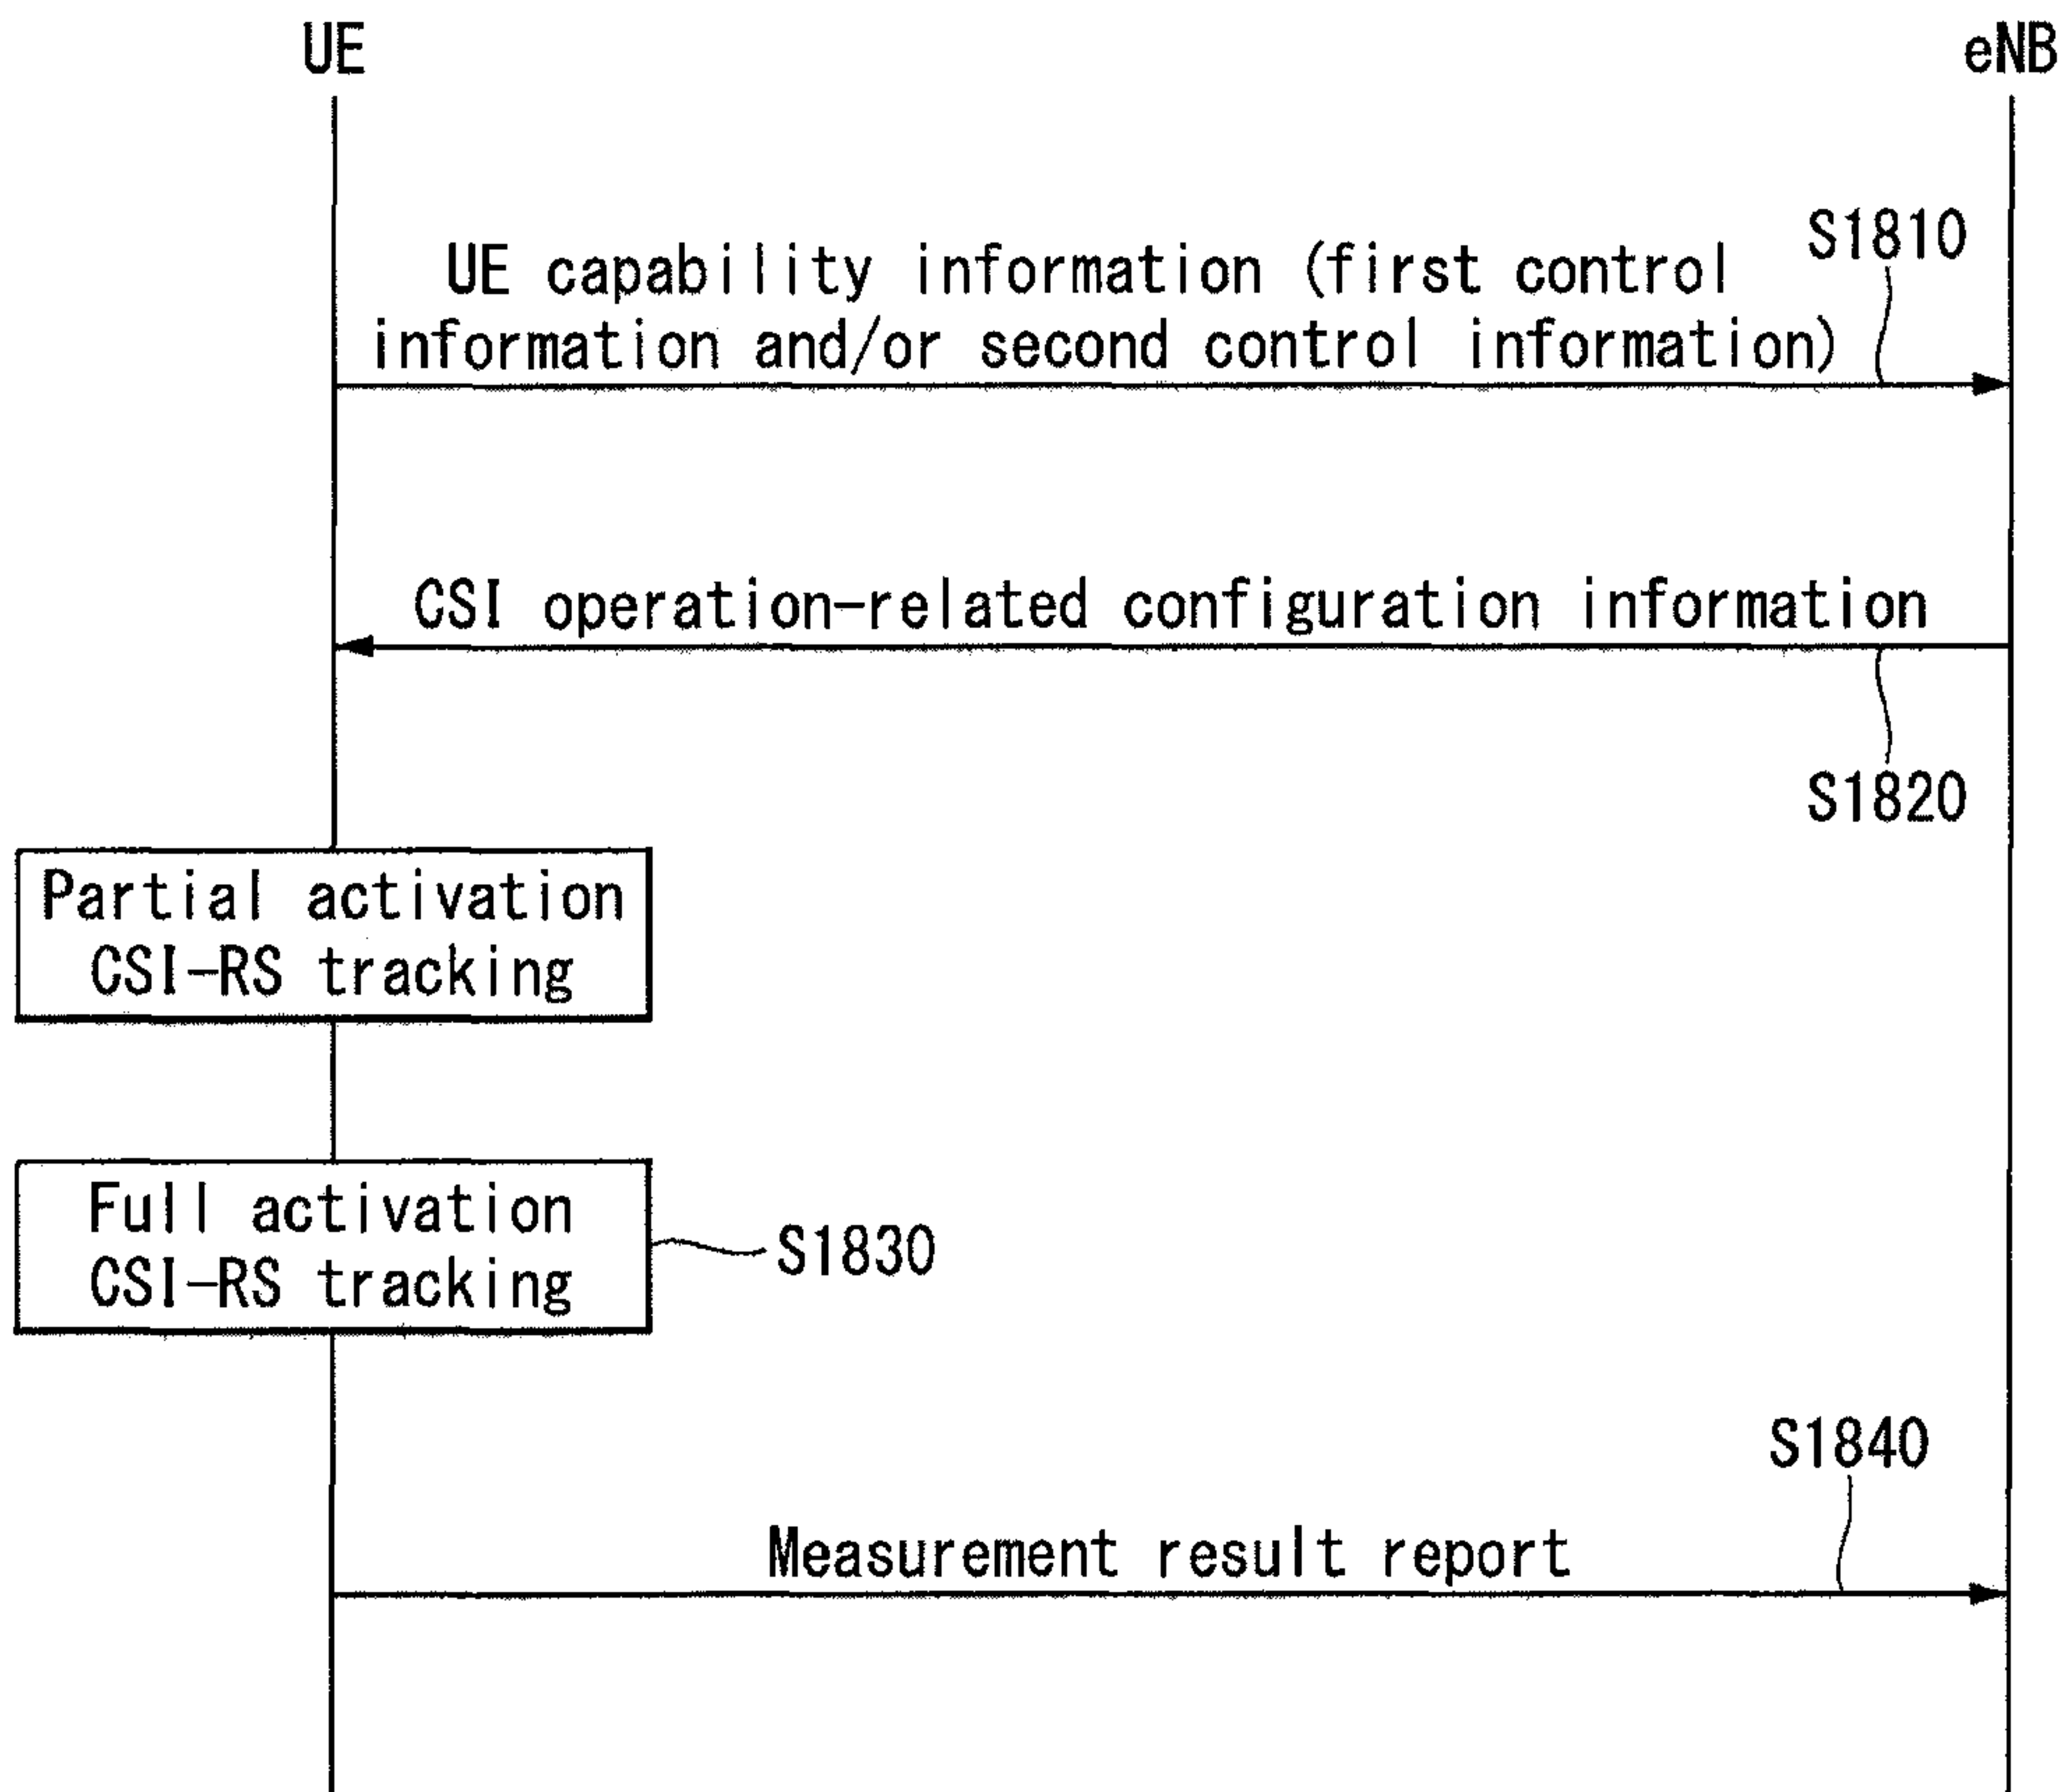 UE
eNB
S1810
UE capability information (first control
information and/or second control information)
CSI operation-related configuration information
S1820
Partial activation
CSI-RS tracking
Full activation
CSI-RS tracking
S1830
S1840
Measurement result report